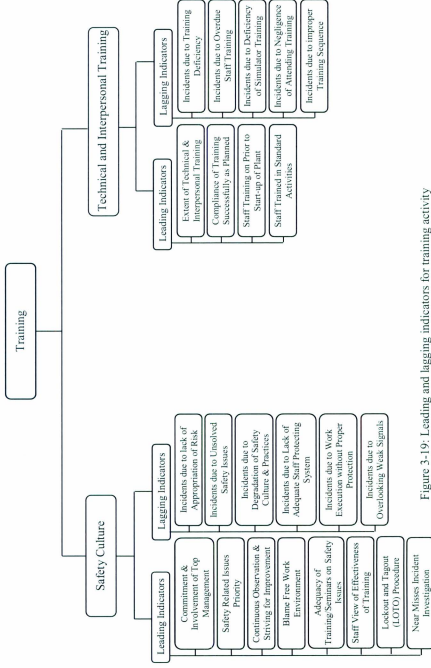 Training
Safety Culture
Technical and Interpersonal Training
Leading Indicators
Commitment &
Involvement of Top
Management
Safety Related Issues
Priority
Continuous Observation &
Striving for Improvement
Blame Free Work
Environment
Adequacy of
Training/Seminars on Safety
Issues
Staff View of Effectiveness
of Training
Lockout and Tagout
(LOTO) Procedure
Near Misses Incident
Investigation
Lagging Indicators
Incidents due to lack of
Appropriation of Risk
Incidents due to Unsolved
Safety Issues
Incidents due to
Degradation of Safety
Culture & Practices
Incidents due to Lack of
Adequate Staff Protecting
System
Incidents due to Work
Execution without Proper
Protection
Incidents due to
Overlooking Weak Signals
Leading Indicators
Extent of Technical &
Interpersonal Training
Compliance of Training
Successfully as Planned
Staff Training on Prior to
Start-up of Plant
Staff Trained in Standard
Activities
Lagging Indicators
Incidents due to Training
Deficiency
Incidents due to Overdue
Staff Training
Incidents due to Deficiency
of Simulator Training
Incidents due to Negligence
of Attending Training
Incidents due to improper
Training Sequence
Figure 3-19: Leading and lagging indicators for training activity